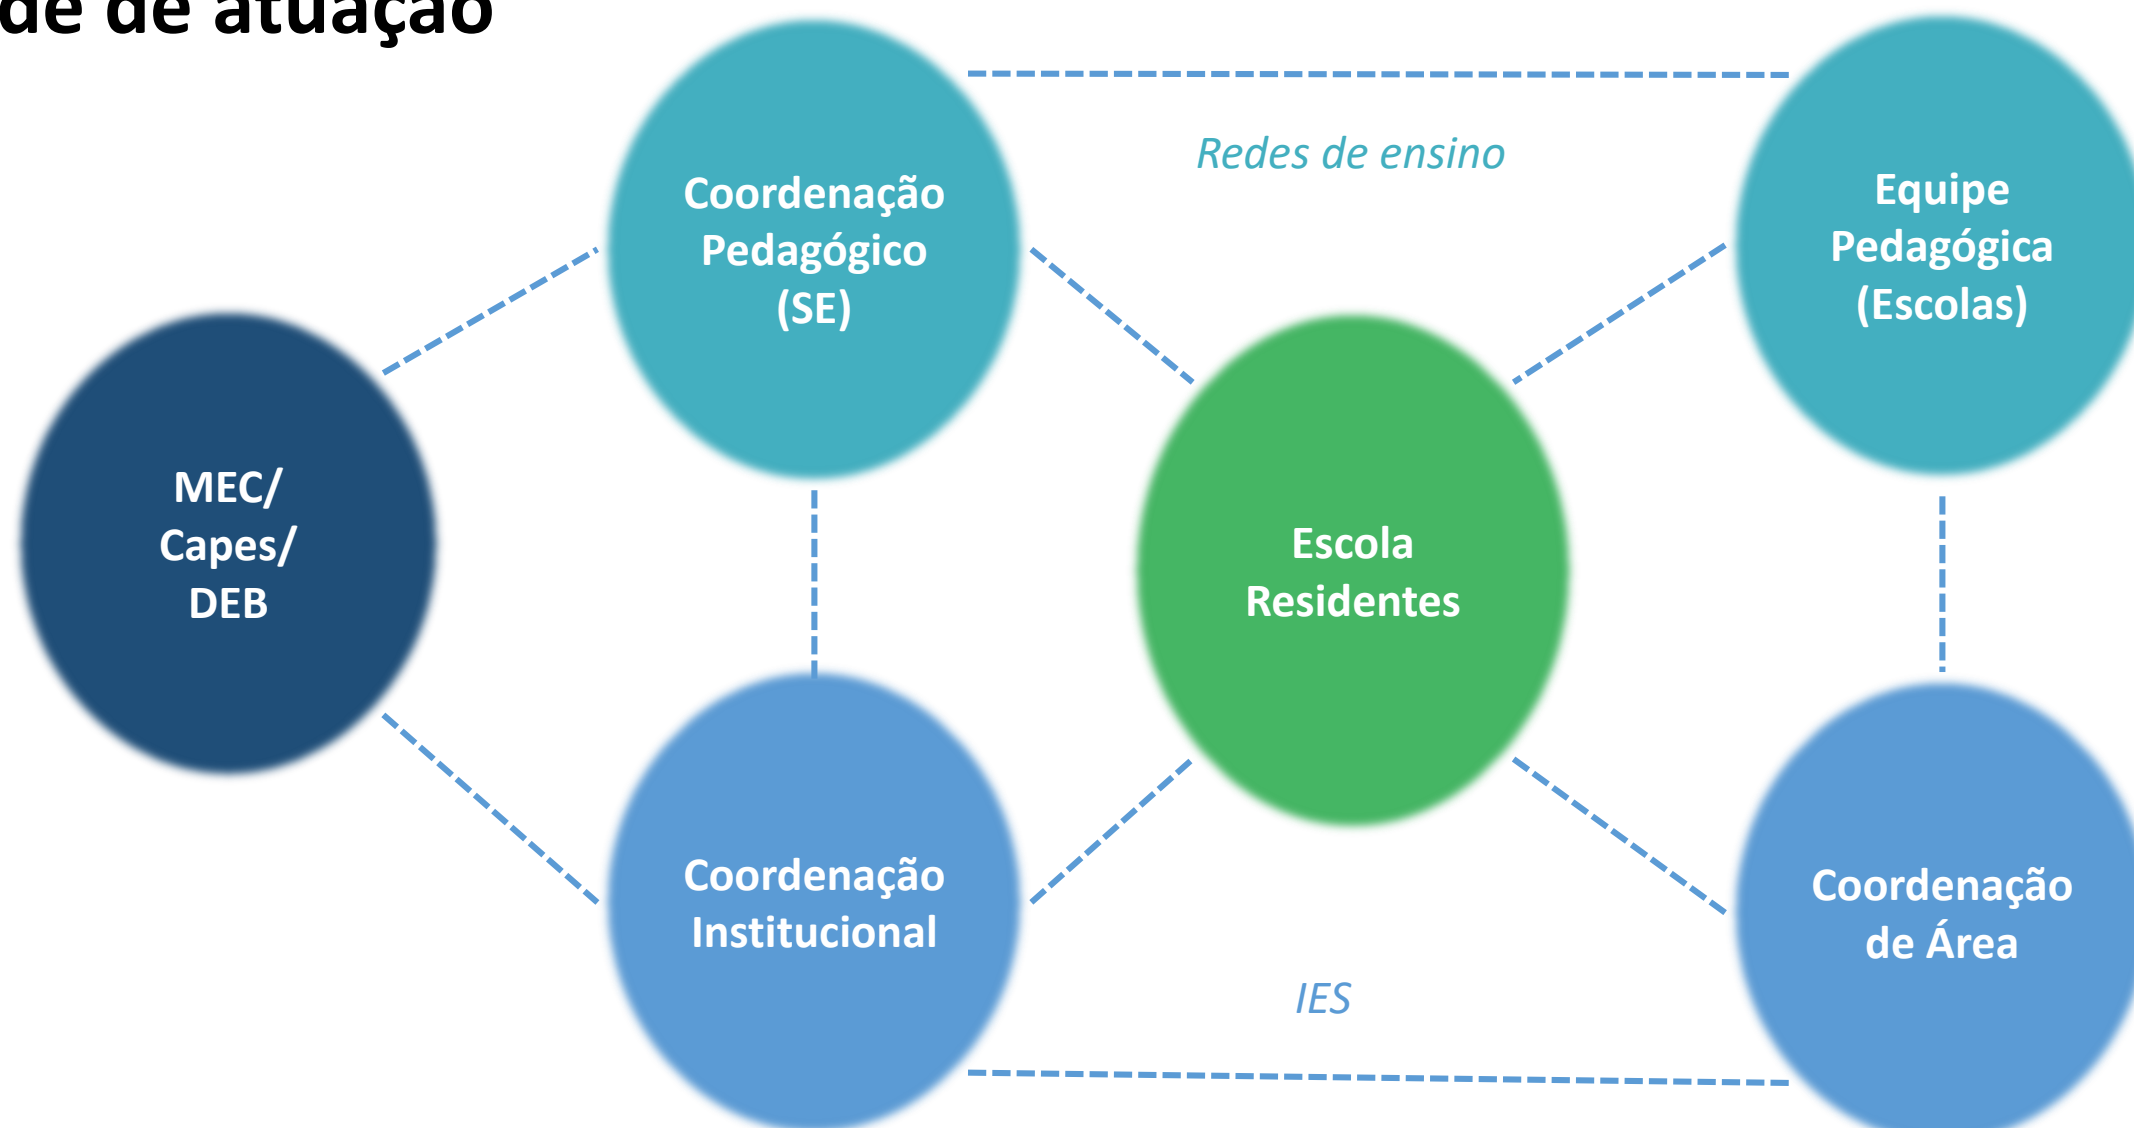 de de atuação
Coordenação
Pedagógico
(SE)
Redes de ensino
Equipe
Pedagógica
(Escolas)
MEC/
Capes/
DEB
Escola
Residentes
Coordenação
Institucional
IES
Coordenação
de Área